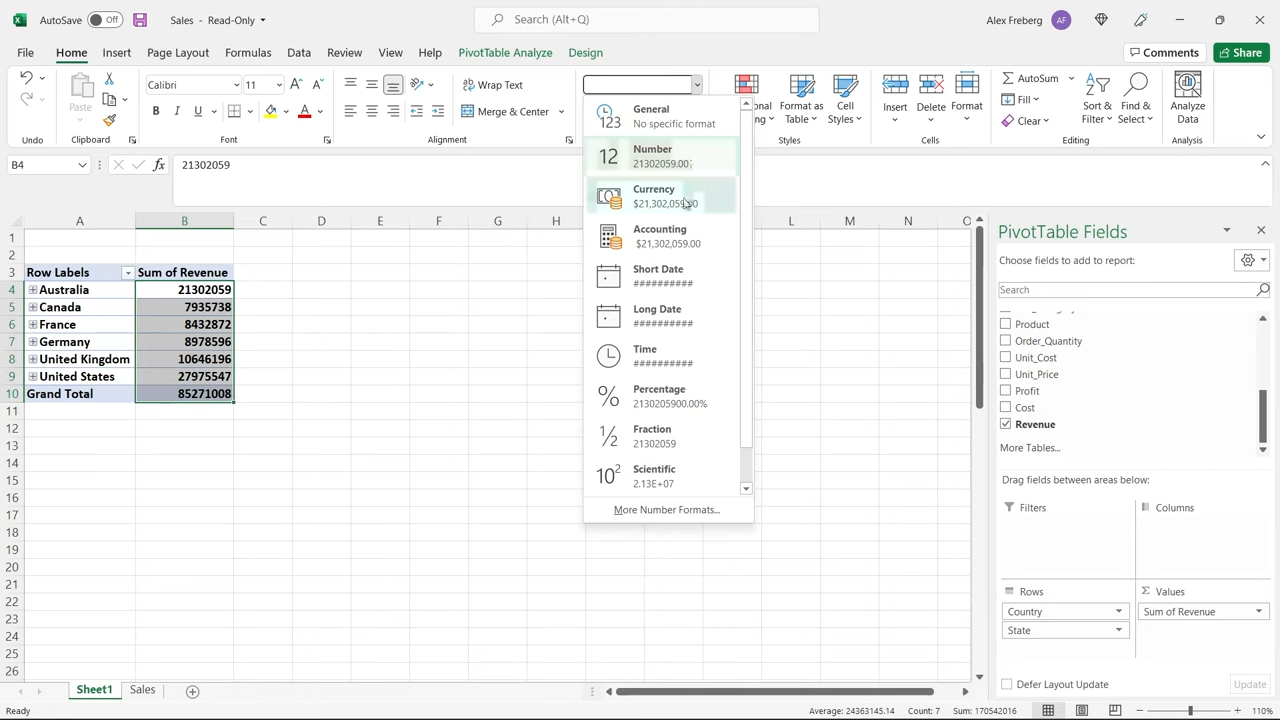 AutoSave Off Sales - Read-Only Search (Alt+Q) Alex Freberg AF
File Home Insert Page Layout Formulas Data Review View Help PivotTable Analyze Design Comments Share
Paste Calibri 11 Wrap Text Format as Cell Insert Delete Format AutoSum Sort & Find & Analyze
B I U Merge & Center Table Styles Fill Filter Select Data
Clear
Undo Clipboard Font Alignment Styles Cells Editing Analysis
B4 fx 21302059
General
123 No specific format
12 Number
21302059.00
Currency
$21,302,059.00
Accounting
$21,302,059.00
Short Date
##########
Long Date
##########
Time
##########
% Percentage
2130205900.00%
½ Fraction
21302059
10² Scientific
2.13E+07
More Number Formats...
A B C D E F G H L M N O
1
2
3 Row Labels Sum of Revenue
4 Australia 21302059
5 Canada 7935738
6 France 8432872
7 Germany 8978596
8 United Kingdom 10646196
9 United States 27975547
10 Grand Total 85271008
11
12
13
14
15
16
17
18
19
20
21
22
23
24
25
26
PivotTable Fields
Choose fields to add to report:
Search
Product
Order_Quantity
Unit_Cost
Unit_Price
Profit
Cost
Revenue
More Tables...
Drag fields between areas below:
Filters Columns
Rows Σ Values
Country Sum of Revenue
State
Defer Layout Update Update
Sheet1 Sales
Ready Average: 24363145.14 Count: 7 Sum: 170542016 110%